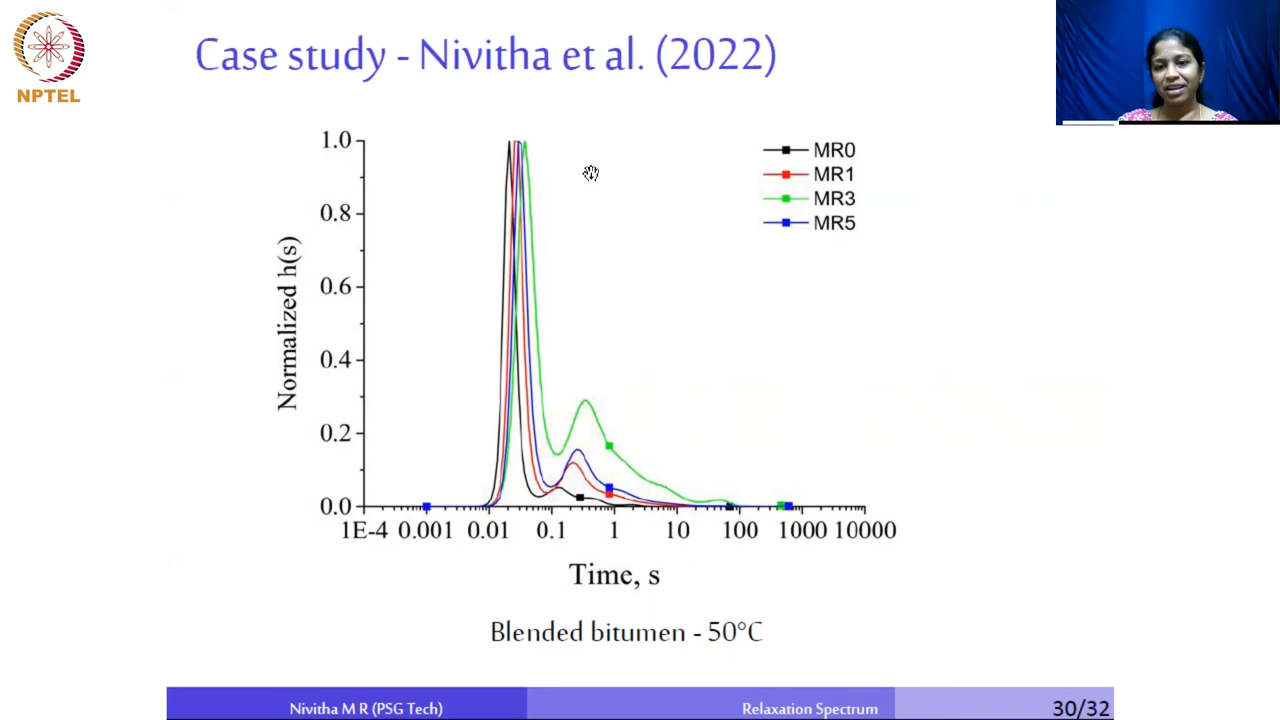 NPTEL
Case study - Nivitha et al. (2022)
MR0
MR1
MR3
MR5
Normalized h(s)
1.0
0.8
0.6
0.4
0.2
0.0
1E-4 0.001 0.01 0.1 1 10 100 1000 10000
Time, s
Blended bitumen - 50°C
Nivitha M R (PSG Tech) Relaxation Spectrum 30/32